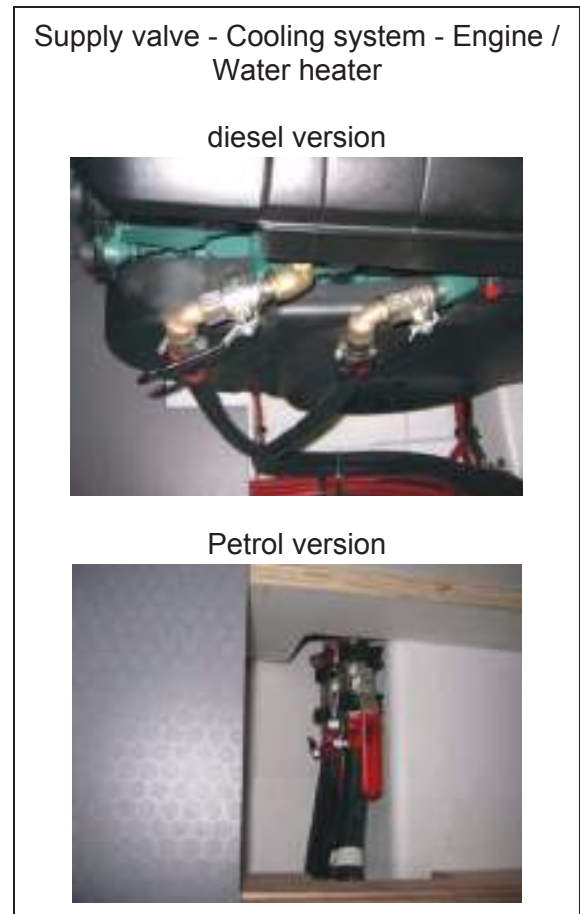 Supply valve - Cooling system - Engine /
Water heater
diesel version
Petrol version